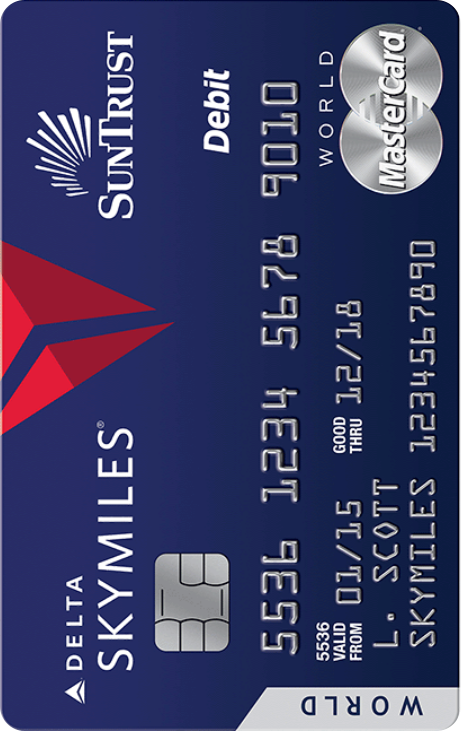 DELTA
SKYMILES®
SUNTRUST
Debit
5536 1234 5678 9010
5536
VALID FROM 01/15 GOOD THRU 12/18
WORLD
MasterCard
L. SCOTT
SKYMILES 1234567890
WORLD